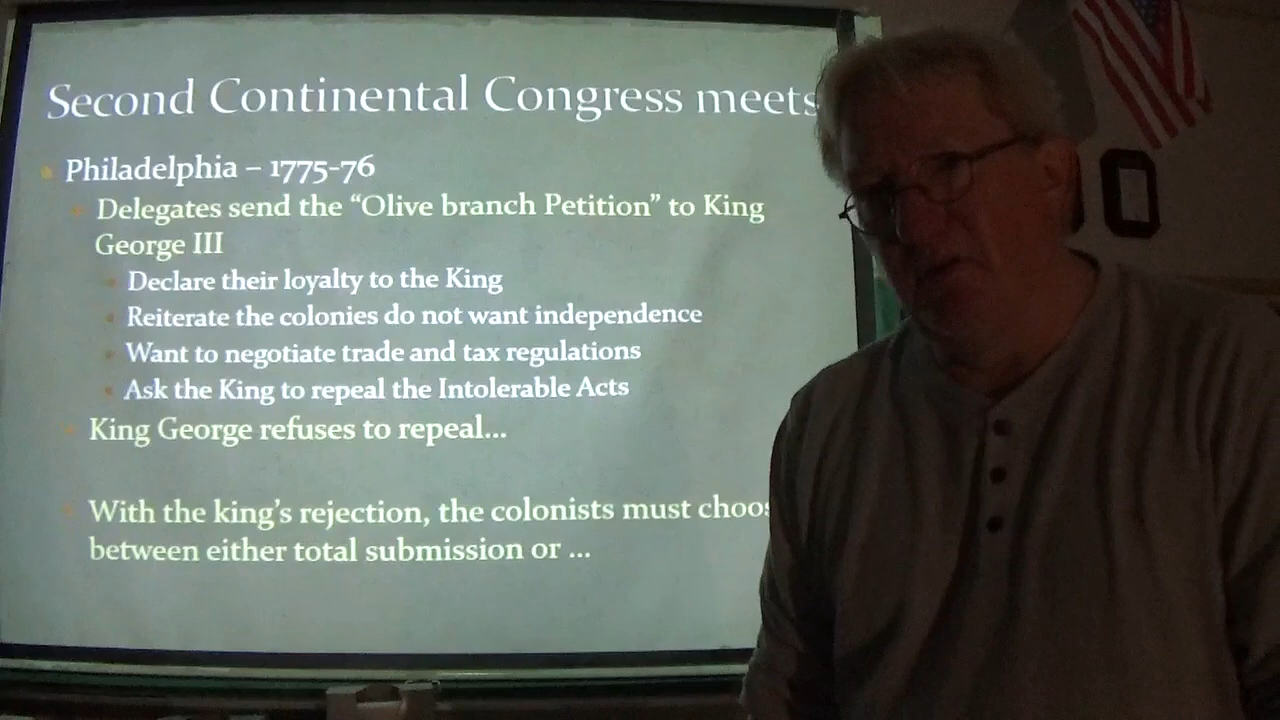 Second Continental Congress meets
Philadelphia – 1775-76
Delegates send the “Olive branch Petition” to King
George III
Declare their loyalty to the King
Reiterate the colonies do not want independence
Want to negotiate trade and tax regulations
Ask the King to repeal the Intolerable Acts
King George refuses to repeal...
With the king’s rejection, the colonists must
between either total submission or ...